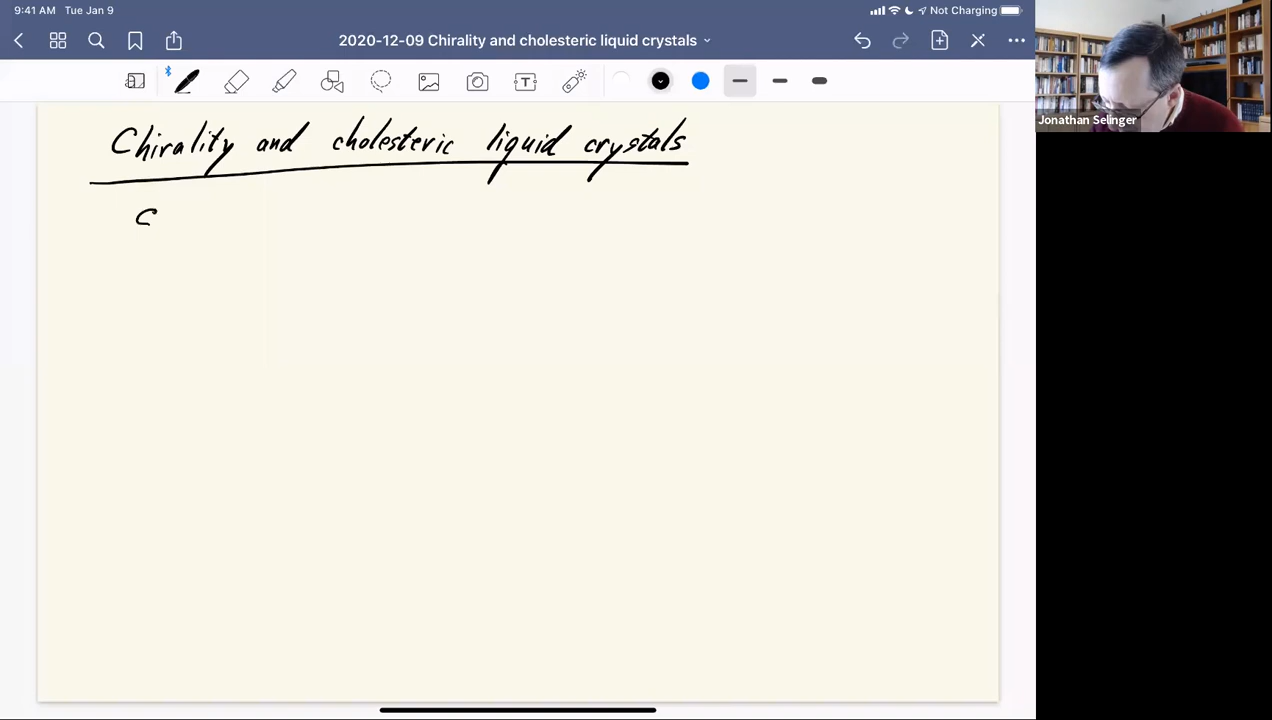 9:41 AM Tue Jan 9
Not Charging
2020-12-09 Chirality and cholesteric liquid crystals
T
Jonathan Selinger
Chirality and cholesteric liquid crystals